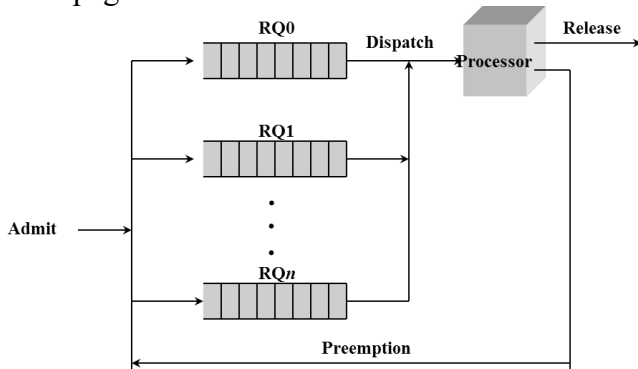 RQ0
Dispatch
Release
Processor
RQ1
Admit
RQn
Preemption